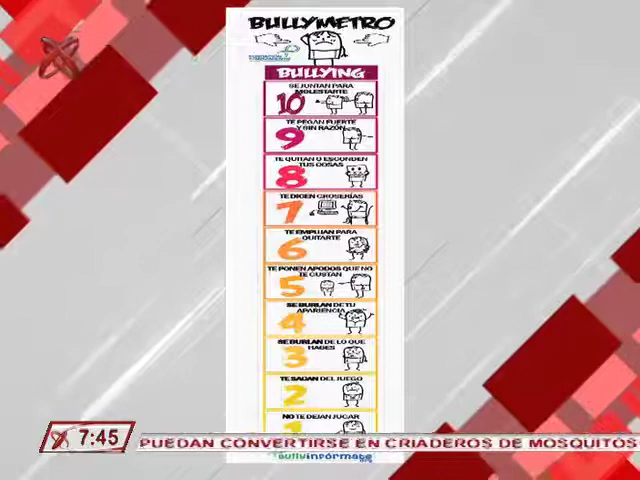 BULLYMETRO
BULLYING
SE JUNTAN PARA
MOLESTARTE
10
TE PEGAN FUERTE
Y SIN RAZÓN
9
TE QUITAN O ESCONDEN
TUS COSAS
8
TE DICEN GROSERÍAS
7
TE EMPUJAN PARA
QUITARTE
6
TE PONEN APODOS QUE NO
TE GUSTAN
5
SE BURLAN DE TU
APARIENCIA
4
SE BURLAN DE LO QUE
HACES
3
TE SACAN DEL JUEGO
2
NO TE DEJAN JUGAR
1
7:45
PUEDAN CONVERTIRSE EN CRIADEROS DE MOSQUITOS